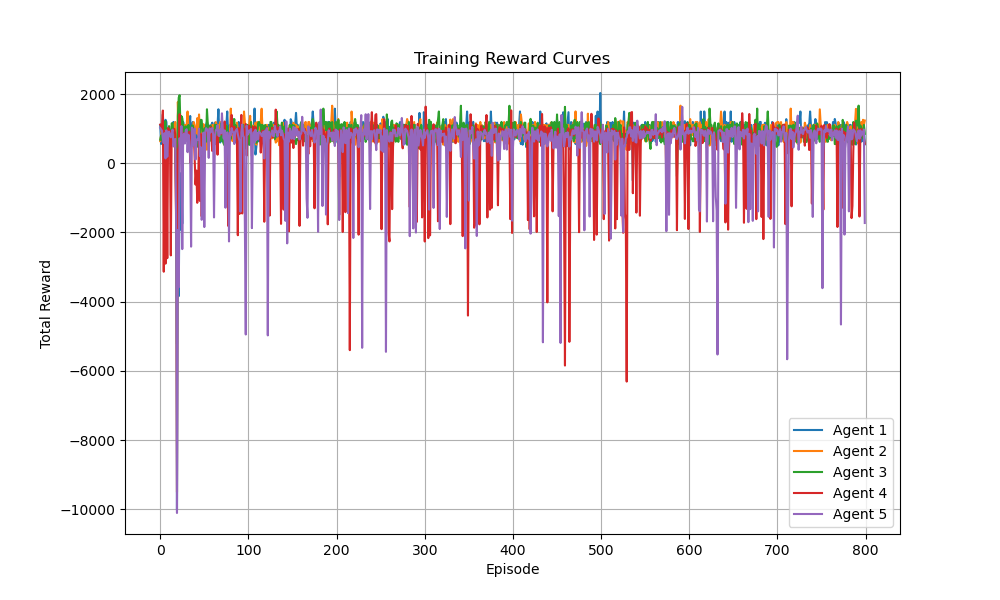 Training Reward Curves
Total Reward
2000
0
−2000
−4000
−6000
−8000
−10000
0 100 200 300 400 500 600 700 800
Episode
Agent 1
Agent 2
Agent 3
Agent 4
Agent 5